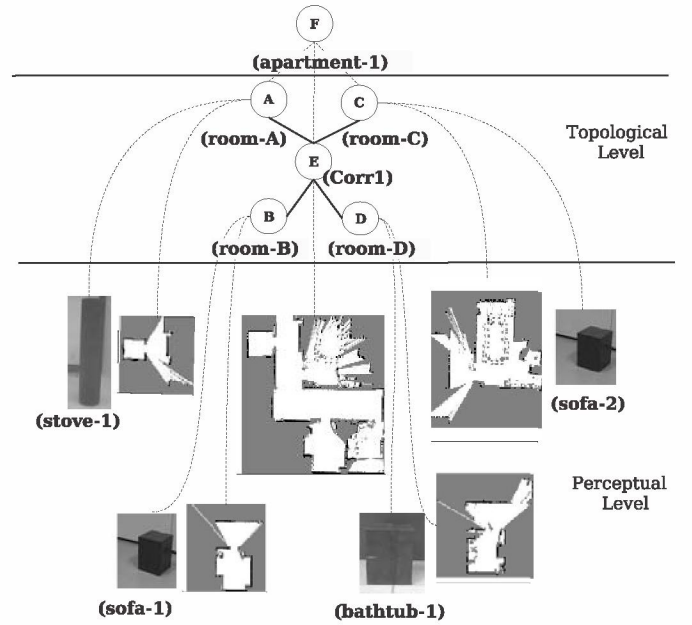 F
(apartment-1)
A
C
(room-A)
(room-C)
Topological
Level
E
(Corr1)
B
D
(room-B)
(room-D)
(stove-1)
(sofa-2)
Perceptual
Level
(sofa-1)
(bathtub-1)